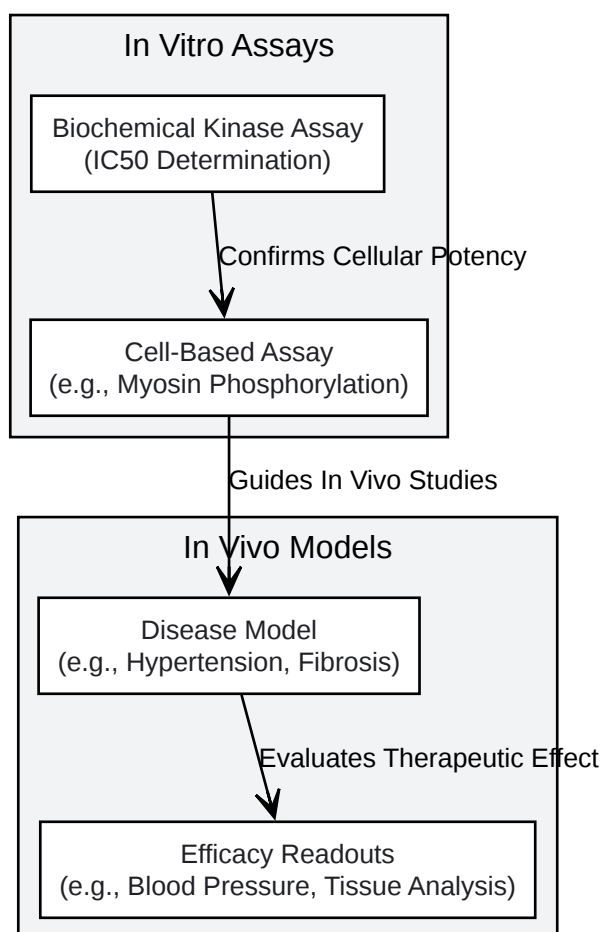 In Vitro Assays
Biochemical Kinase Assay
(IC50 Determination)
Confirms Cellular Potency
Cell-Based Assay
(e.g., Myosin Phosphorylation)
Guides In Vivo Studies
In Vivo Models
Disease Model
(e.g., Hypertension, Fibrosis)
Evaluates Therapeutic Effect
Efficacy Readouts
(e.g., Blood Pressure, Tissue Analysis)